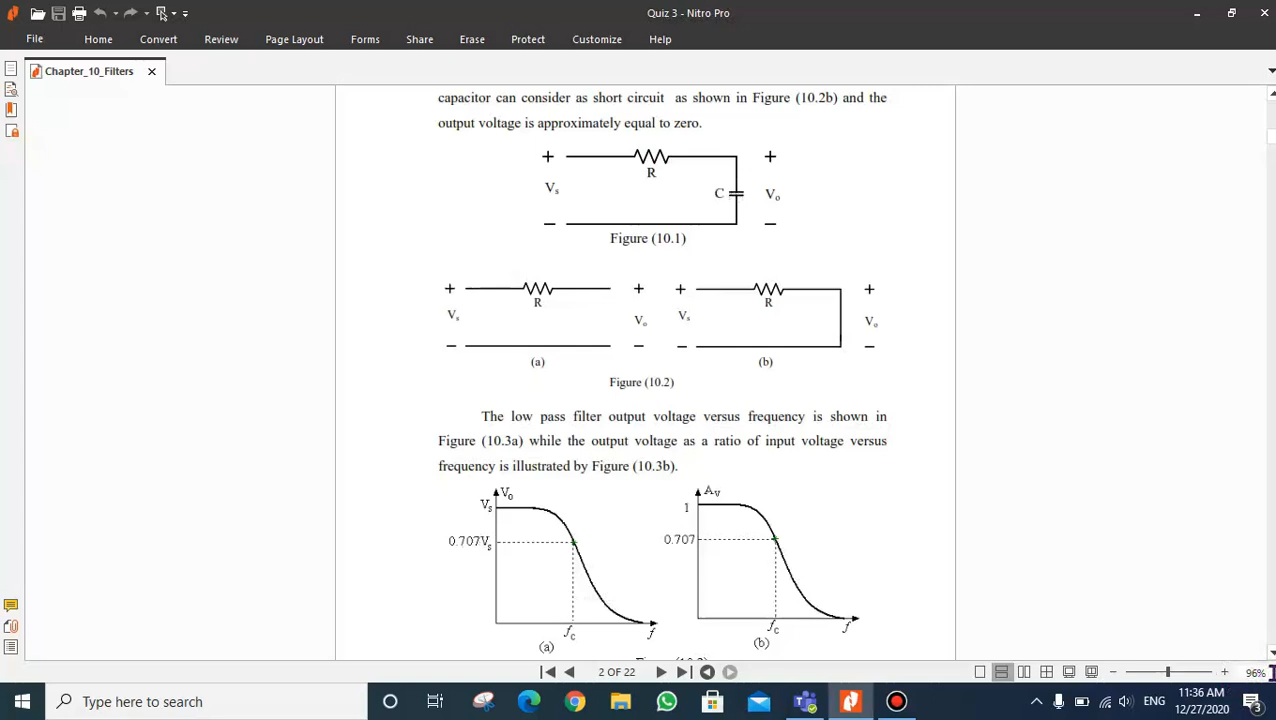 Quiz 3 - Nitro Pro
File Home Convert Review Page Layout Forms Share Erase Protect Customize Help
Chapter_10_Filters
capacitor can consider as short circuit as shown in Figure (10.2b) and the
output voltage is approximately equal to zero.
+ R +
Vs C Vo
− −
Figure (10.1)
+ R + + R +
Vs Vo Vs Vo
− − − −
(a) (b)
Figure (10.2)
The low pass filter output voltage versus frequency is shown in
Figure (10.3a) while the output voltage as a ratio of input voltage versus
frequency is illustrated by Figure (10.3b).
Vo Av
Vs 1
0.707Vs 0.707
fc f fc f
(a) (b)
2 OF 22
96%
Type here to search
ENG
11:36 AM
12/27/2020
3